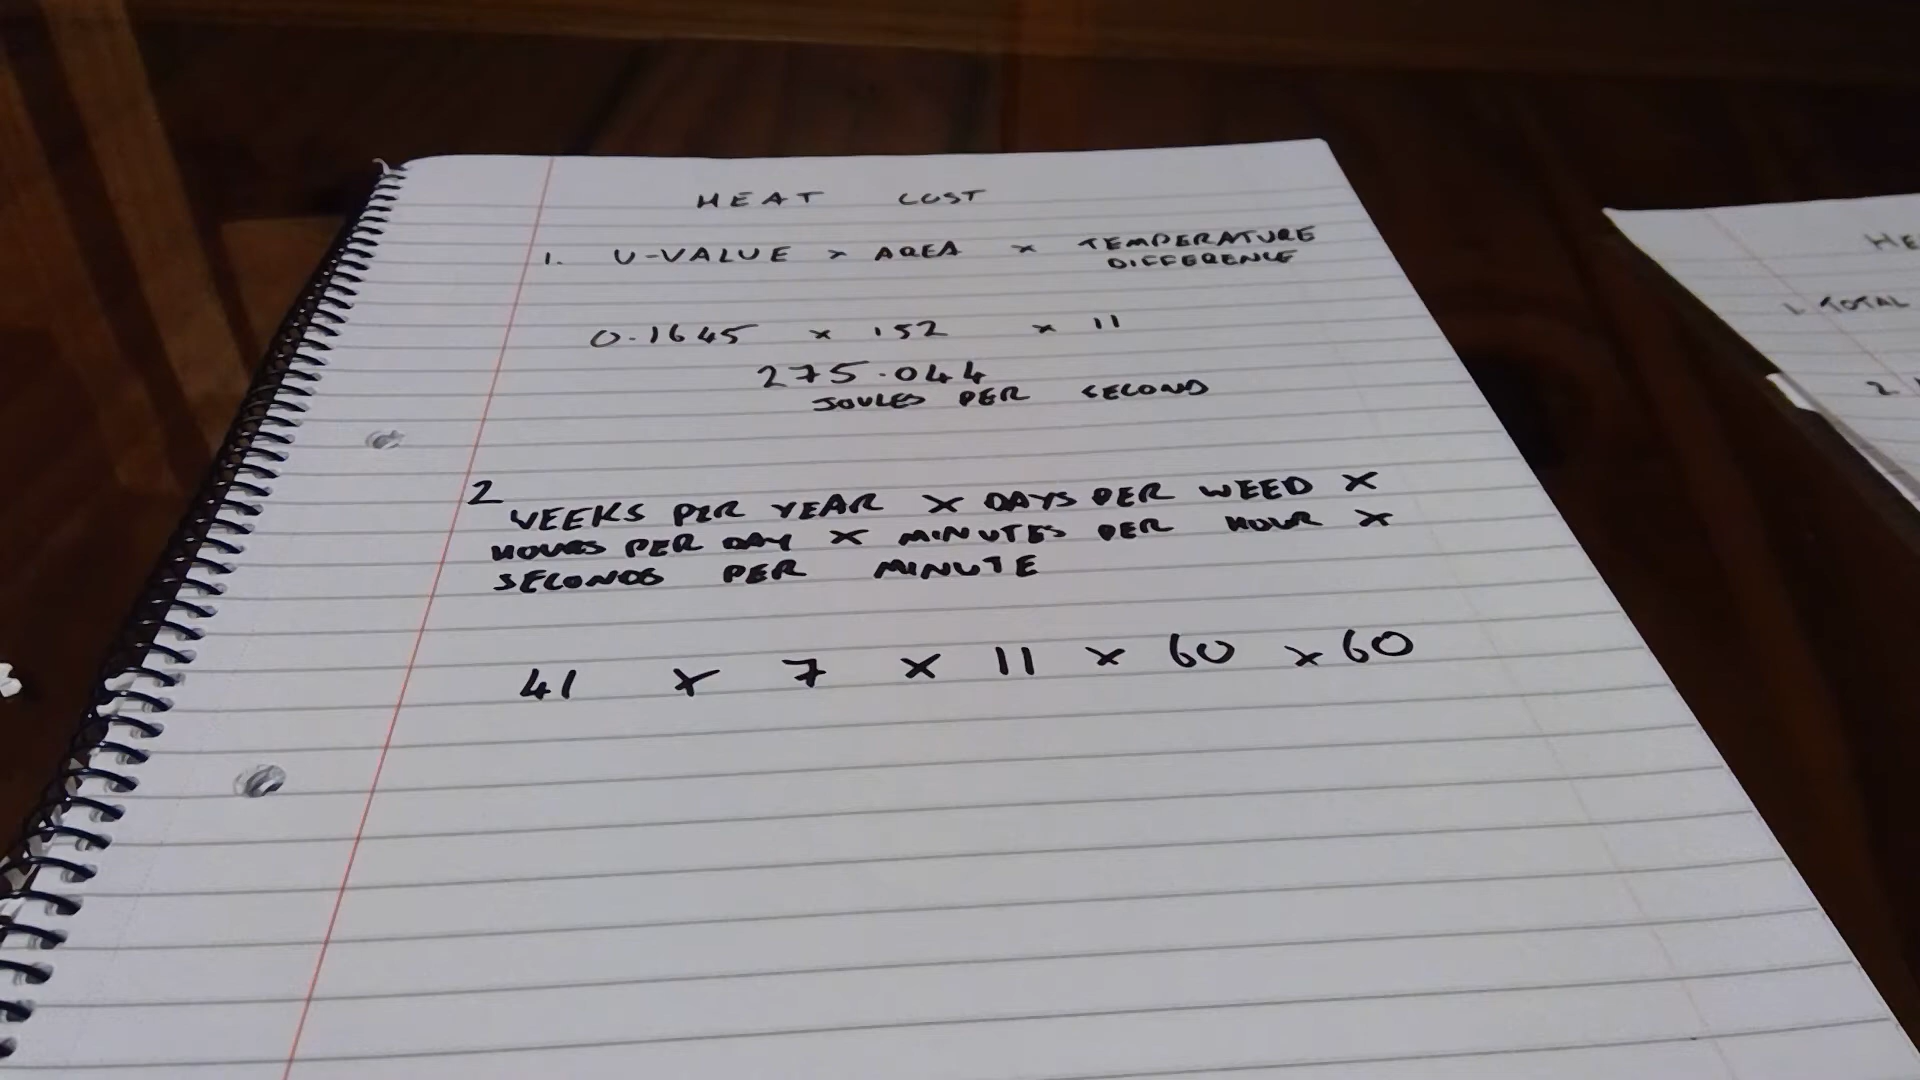 HEAT COST
1. U-VALUE × AREA × TEMPERATURE
DIFFERENCE
0.1645 × 152 × 11
275.044
JOULES PER SECOND
2
WEEKS PER YEAR × DAYS PER WEED ×
HOURS PER DAY × MINUTES PER HOUR ×
SECONDS PER MINUTE
41 × 7 × 11 × 60 × 60
HE
1. TOTAL
2.